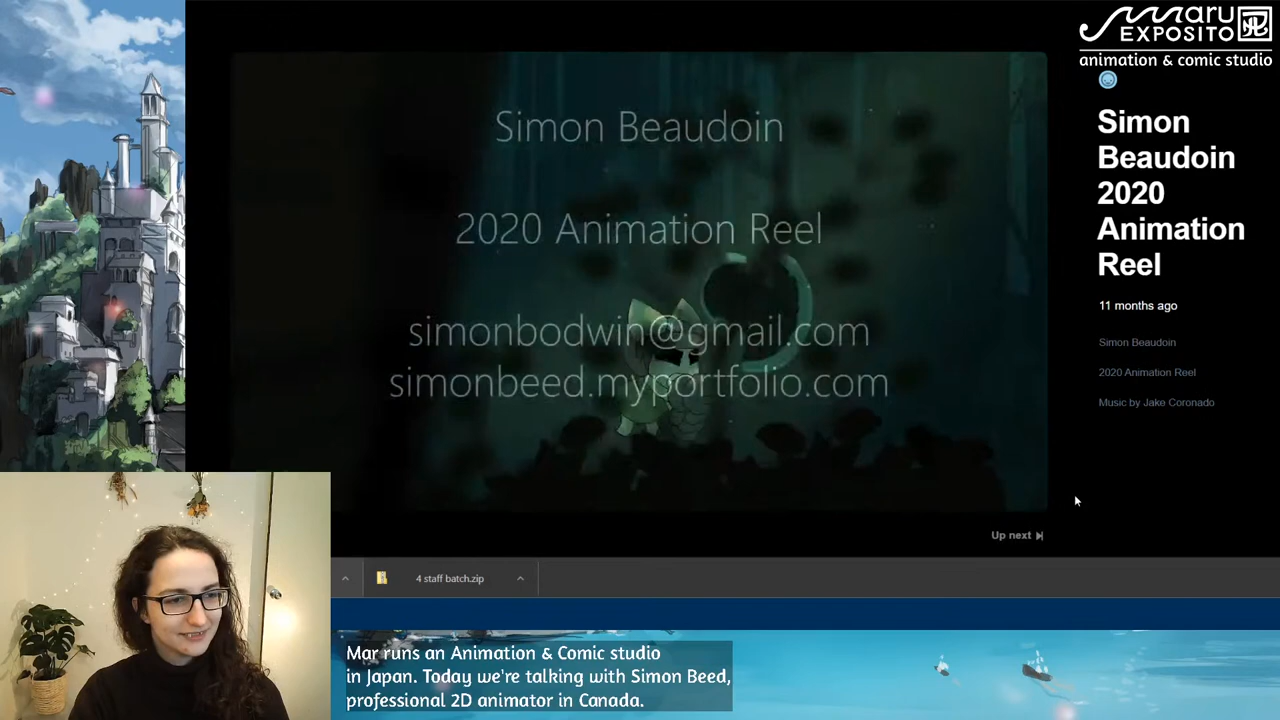 Maru
EXPOSITO
animation & comic studio
Simon Beaudoin
2020 Animation Reel
simonbodwin@gmail.com
simonbeed.myportfolio.com
Simon
Beaudoin
2020
Animation
Reel
11 months ago
Simon Beaudoin
2020 Animation Reel
Music by Jake Coronado
Up next
4 staff batch.zip
Mar runs an Animation & Comic studio
in Japan. Today we're talking with Simon Beed,
professional 2D animator in Canada.